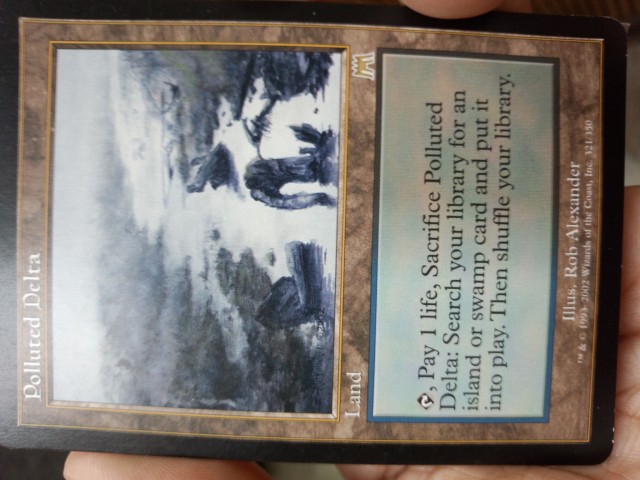 Polluted Delta
Land
, Pay 1 life, Sacrifice Polluted
Delta: Search your library for an
island or swamp card and put it
into play. Then shuffle your library.
Illus. Rob Alexander
™ & © 1993–2002 Wizards of the Coast, Inc. 321/350